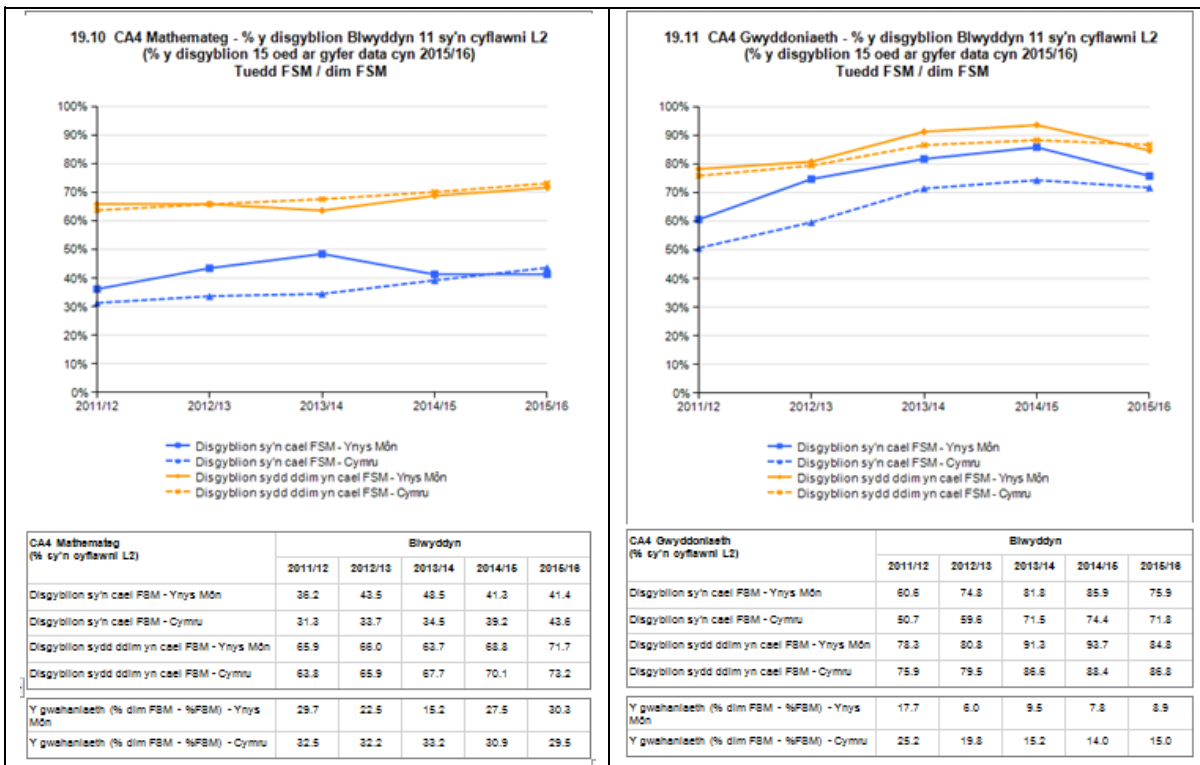 19.10 CA4 Mathemateg - % y disgyblion Blwyddyn 11 sy'n cyflawni L2
(% y disgyblion 15 oed ar gyfer data cyn 2015/16)
Tuedd FSM / dim FSM
100%
90%
80%
70%
60%
50%
40%
30%
20%
10%
0%
2011/12 2012/13 2013/14 2014/15 2015/16
Disgyblion sy'n cael FSM - Ynys Môn
Disgyblion sy'n cael FSM - Cymru
Disgyblion sydd ddim yn cael FSM - Ynys Môn
Disgyblion sydd ddim yn cael FSM - Cymru
CA4 Mathemateg
(% sy'n cyflawni L2)
Blwyddyn
2011/12 2012/13 2013/14 2014/15 2015/16
Disgyblion sy'n cael FSM - Ynys Môn 36.2 43.5 48.5 41.3 41.4
Disgyblion sy'n cael FSM - Cymru 31.3 33.7 34.5 39.2 43.6
Disgyblion sydd ddim yn cael FSM - Ynys Môn 65.9 66.0 63.7 68.8 71.7
Disgyblion sydd ddim yn cael FSM - Cymru 63.8 65.9 67.7 70.1 73.2
Y gwahaniaeth (% dim FSM - %FSM) - Ynys
Môn 29.7 22.5 15.2 27.5 30.3
Y gwahaniaeth (% dim FSM - %FSM) - Cymru 32.5 32.2 33.2 30.9 29.5
19.11 CA4 Gwyddoniaeth - % y disgyblion Blwyddyn 11 sy'n cyflawni L2
(% y disgyblion 15 oed ar gyfer data cyn 2015/16)
Tuedd FSM / dim FSM
100%
90%
80%
70%
60%
50%
40%
30%
20%
10%
0%
2011/12 2012/13 2013/14 2014/15 2015/16
Disgyblion sy'n cael FSM - Ynys Môn
Disgyblion sy'n cael FSM - Cymru
Disgyblion sydd ddim yn cael FSM - Ynys Môn
Disgyblion sydd ddim yn cael FSM - Cymru
CA4 Gwyddoniaeth
(% sy'n cyflawni L2)
Blwyddyn
2011/12 2012/13 2013/14 2014/15 2015/16
Disgyblion sy'n cael FSM - Ynys Môn 60.6 74.8 81.8 85.9 75.9
Disgyblion sy'n cael FSM - Cymru 50.7 59.6 71.5 74.4 71.8
Disgyblion sydd ddim yn cael FSM - Ynys Môn 78.3 80.8 91.3 93.7 84.8
Disgyblion sydd ddim yn cael FSM - Cymru 75.9 79.5 86.6 88.4 86.8
Y gwahaniaeth (% dim FSM - %FSM) - Ynys
Môn 17.7 6.0 9.5 7.8 8.9
Y gwahaniaeth (% dim FSM - %FSM) - Cymru 25.2 19.8 15.2 14.0 15.0